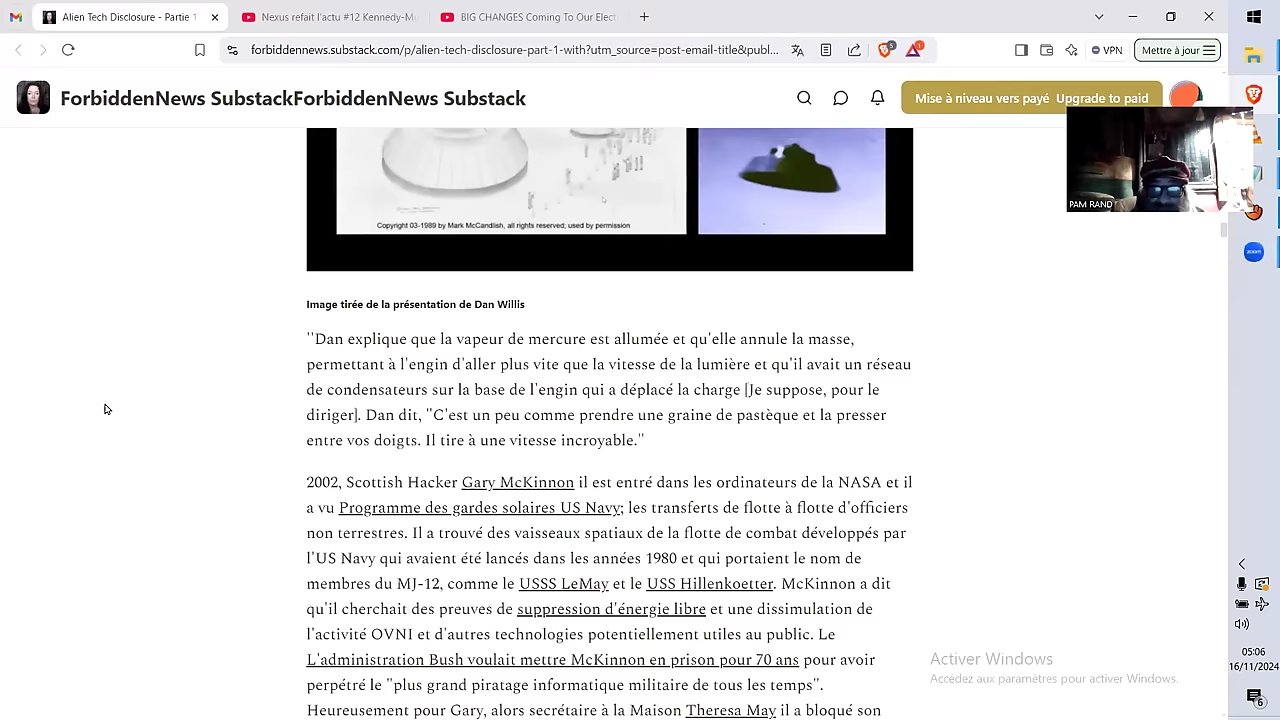 Alien Tech Disclosure - Partie 1
Nexus refait l'actu #12 Kennedy-Mu
BIG CHANGES Coming To Our Elect
forbiddennews.substack.com/p/alien-tech-disclosure-part-1-with?utm_source=post-email-title&publ...
5
1
VPN
Mettre à jour
ForbiddenNews SubstackForbiddenNews Substack
Mise à niveau vers payé Upgrade to paid
PAM RAND
Copyright 03-1989 by Mark McCandlish, all rights reserved; used by permission
Image tirée de la présentation de Dan Willis
''Dan explique que la vapeur de mercure est allumée et qu'elle annule la masse,
permettant à l'engin d'aller plus vite que la vitesse de la lumière et qu'il avait un réseau
de condensateurs sur la base de l'engin qui a déplacé la charge [Je suppose, pour le
diriger]. Dan dit, "C'est un peu comme prendre une graine de pastèque et la presser
entre vos doigts. Il tire à une vitesse incroyable."
2002, Scottish Hacker Gary McKinnon il est entré dans les ordinateurs de la NASA et il
a vu Programme des gardes solaires US Navy; les transferts de flotte à flotte d'officiers
non terrestres. Il a trouvé des vaisseaux spatiaux de la flotte de combat développés par
l'US Navy qui avaient été lancés dans les années 1980 et qui portaient le nom de
membres du MJ-12, comme le USSS LeMay et le USS Hillenkoetter. McKinnon a dit
qu'il cherchait des preuves de suppression d'énergie libre et une dissimulation de
l'activité OVNI et d'autres technologies potentiellement utiles au public. Le
L'administration Bush voulait mettre McKinnon en prison pour 70 ans pour avoir
perpétré le "plus grand piratage informatique militaire de tous les temps".
Heureusement pour Gary, alors secrétaire à la Maison Theresa May il a bloqué son
Activer Windows
Accédez aux paramètres pour activer Windows.
zoom
05:06
16/11/2024
6